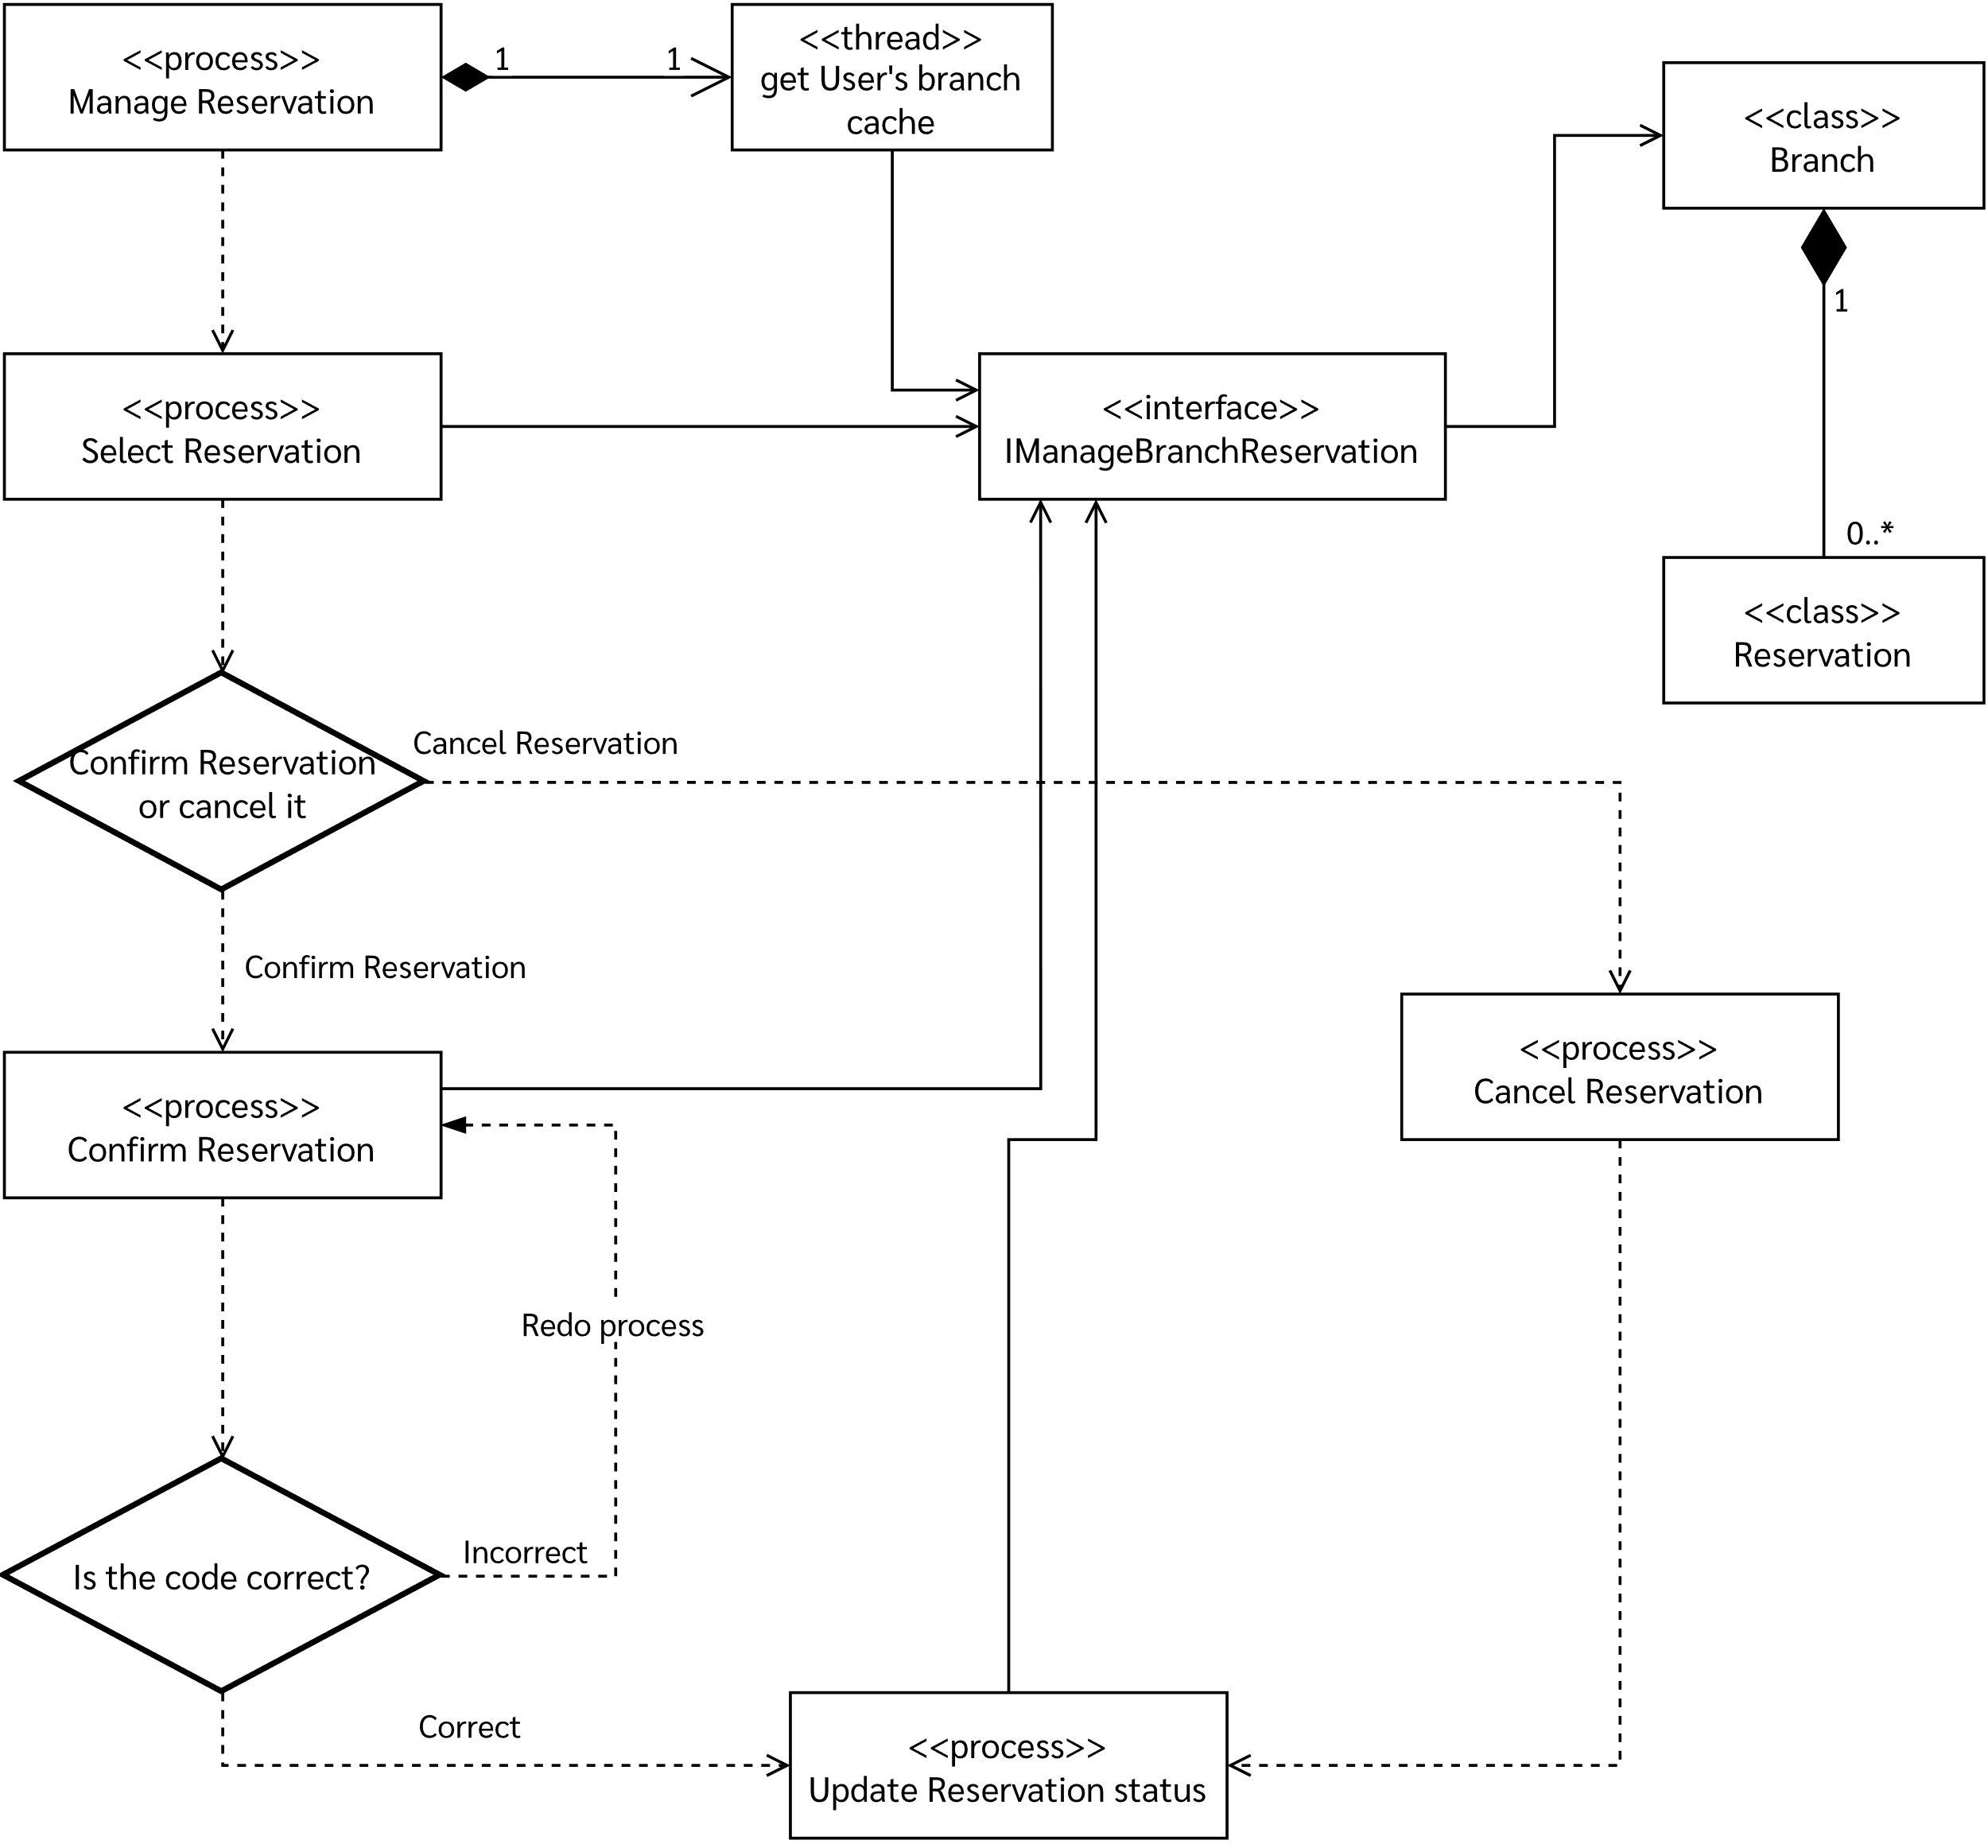 <<process>>
Manage Reservation
1
1
<<thread>>
get User's branch
cache
<<class>>
Branch
1
0..*
<<class>>
Reservation
<<process>>
Select Reservation
<<interface>>
IManageBranchReservation
Confirm Reservation
or cancel it
Cancel Reservation
Confirm Reservation
<<process>>
Cancel Reservation
<<process>>
Confirm Reservation
Redo process
Is the code correct?
Incorrect
Correct
<<process>>
Update Reservation status